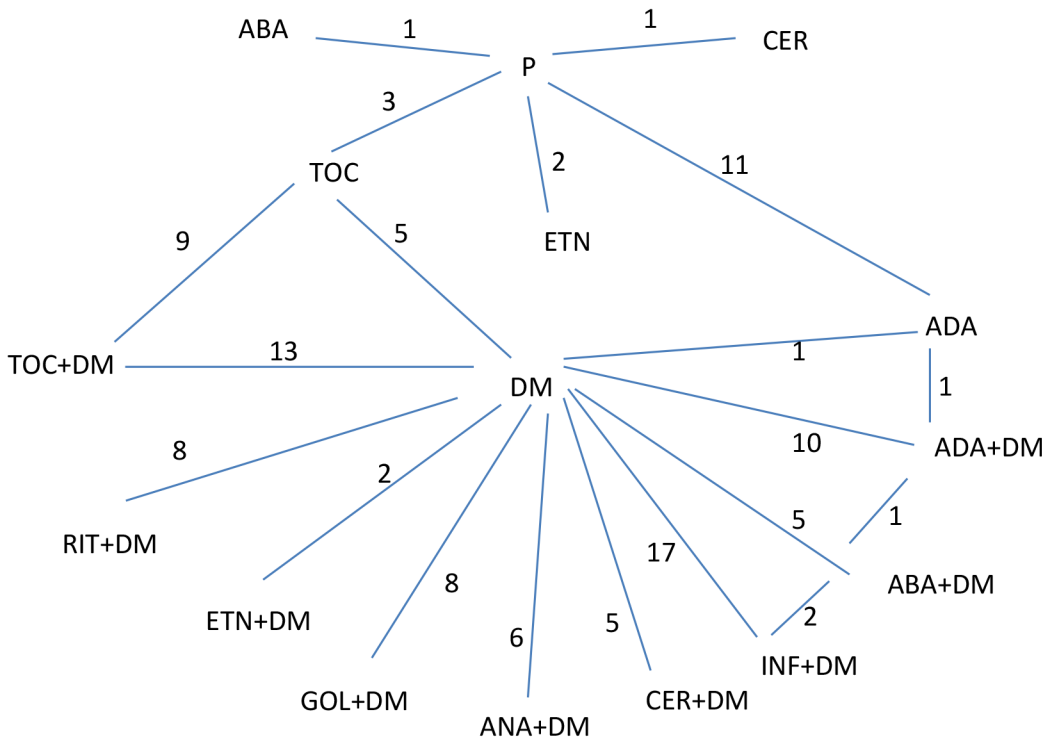 ABA
1
1
CER
P
3
TOC
2
11
ETN
9
5
ADA
TOC+DM
13
1
DM
1
8
2
10
ADA+DM
RIT+DM
5
1
17
8
ABA+DM
ETN+DM
6
5
2
INF+DM
GOL+DM
CER+DM
ANA+DM